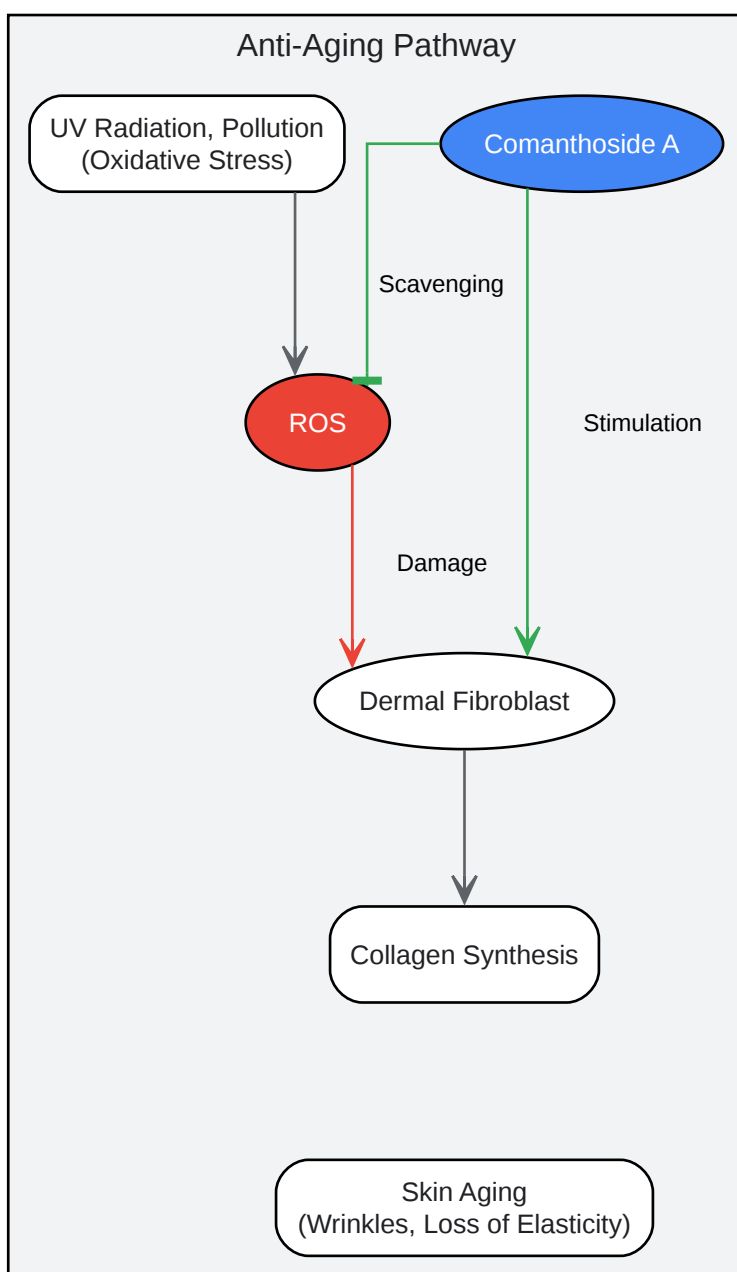 Anti-Aging Pathway
UV Radiation, Pollution
(Oxidative Stress)
Comanthoside A
Scavenging
ROS
Stimulation
Damage
Dermal Fibroblast
Collagen Synthesis
Skin Aging
(Wrinkles, Loss of Elasticity)